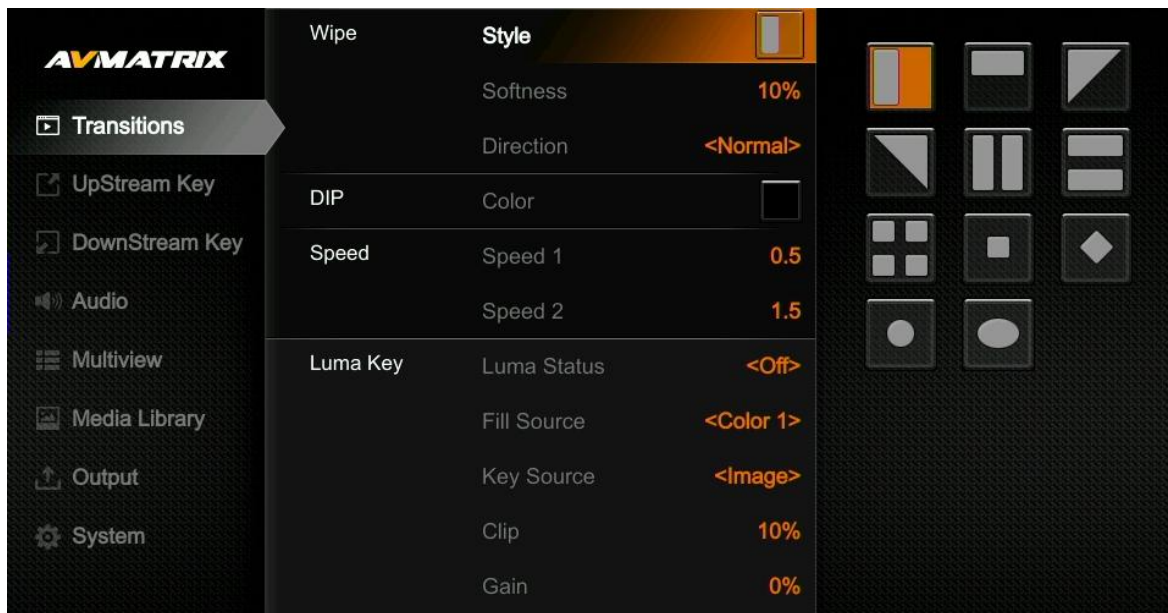 AVMATRIX
Transitions
UpStream Key
DownStream Key
Audio
Multiview
Media Library
Output
System
Wipe Style
Softness 10%
Direction <Normal>
DIP Color
Speed Speed 1 0.5
Speed 2 1.5
Luma Key Luma Status <Off>
Fill Source <Color 1>
Key Source <Image>
Clip 10%
Gain 0%